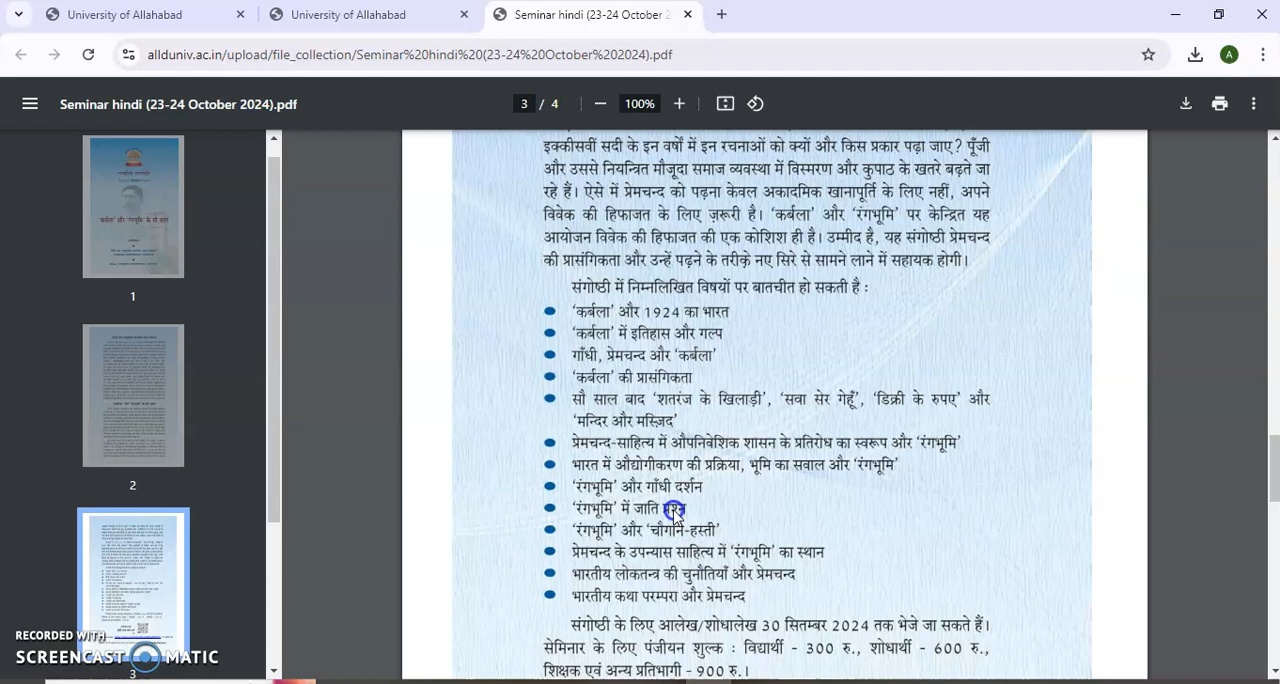 University of Allahabad
University of Allahabad
Seminar hindi (23-24 October 2
allduniv.ac.in/upload/file_collection/Seminar%20hindi%20(23-24%20October%202024).pdf
A
Seminar hindi (23-24 October 2024).pdf
3 / 4
100%
इक्कीसवीं सदी के इन वर्षों में इन रचनाओं को क्यों और किस प्रकार पढ़ा जाए? पूँजी
और उससे नियन्त्रित मौजूदा समाज व्यवस्था में विस्मरण और कुपाठ के खतरे बढ़ते जा
रहे हैं। ऐसे में प्रेमचन्द को पढ़ना केवल अकादमिक खानापूर्ति के लिए नहीं, अपने
विवेक की हिफाजत के लिए ज़रूरी है। ‘कर्बला’ और ‘रंगभूमि’ पर केन्द्रित यह
आयोजन विवेक की हिफाजत की एक कोशिश ही है। उम्मीद है, यह संगोष्ठी प्रेमचन्द
की प्रासंगिकता और उन्हें पढ़ने के तरीक़े नए सिरे से सामने लाने में सहायक होगी।
संगोष्ठी में निम्नलिखित विषयों पर बातचीत हो सकती है :
‘कर्बला’ और 1924 का भारत
‘कर्बला’ में इतिहास और गल्प
गाँधी, प्रेमचन्द और ‘कर्बला’
‘कर्बला’ की प्रासंगिकता
सौ साल बाद ‘शतरंज के खिलाड़ी’, ‘सवा सेर गेहूँ’, ‘डिक्री के रुपए’ और
‘मन्दिर और मस्जिद’
प्रेमचन्द-साहित्य में औपनिवेशिक शासन के प्रतिरोध का स्वरूप और ‘रंगभूमि’
भारत में औद्योगीकरण की प्रक्रिया, भूमि का सवाल और ‘रंगभूमि’
‘रंगभूमि’ और गाँधी दर्शन
‘रंगभूमि’ में जाति प्रश्न
‘रंगभूमि’ और ‘चौगाने-हस्ती’
प्रेमचन्द के उपन्यास साहित्य में ‘रंगभूमि’ का स्थान
भारतीय लोकतन्त्र की चुनौतियाँ और प्रेमचन्द
भारतीय कथा परम्परा और प्रेमचन्द
संगोष्ठी के लिए आलेख/शोधालेख 30 सितम्बर 2024 तक भेजे जा सकते हैं।
सेमिनार के लिए पंजीयन शुल्क : विद्यार्थी - 300 रु., शोधार्थी - 600 रु.,
शिक्षक एवं अन्य प्रतिभागी - 900 रु.।
1
2
3
RECORDED WITH
SCREENCAST MATIC